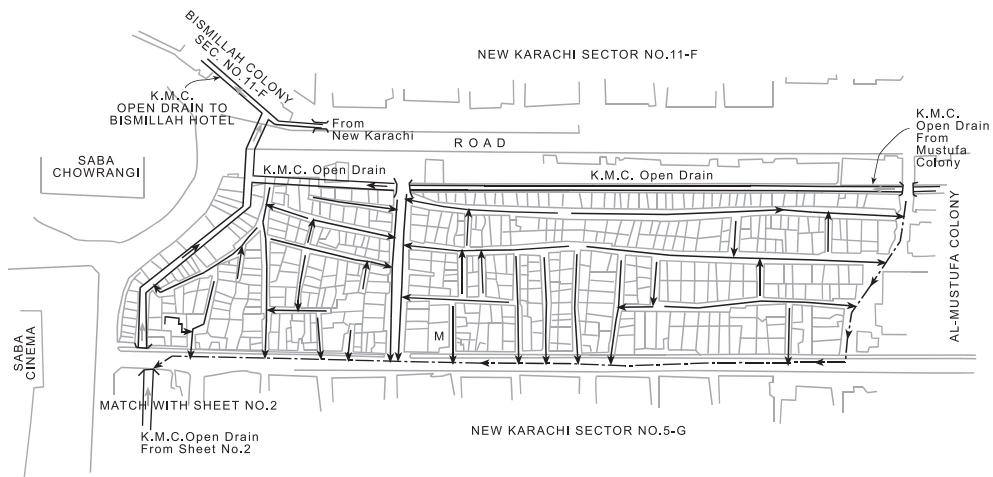 BISMILLAH COLONY
SEC. NO.11-F
NEW KARACHI SECTOR NO.11-F
K.M.C.
OPEN DRAIN TO
BISMILLAH HOTEL
From
New Karachi
ROAD
K.M.C.
Open Drain
From
Mustufa
Colony
SABA
CHOWRANGI
K.M.C. Open Drain
K.M.C. Open Drain
AL-MUSTUFA COLONY
SABA
CINEMA
M
MATCH WITH SHEET NO.2
K.M.C.Open Drain
From Sheet No.2
NEW KARACHI SECTOR NO.5-G